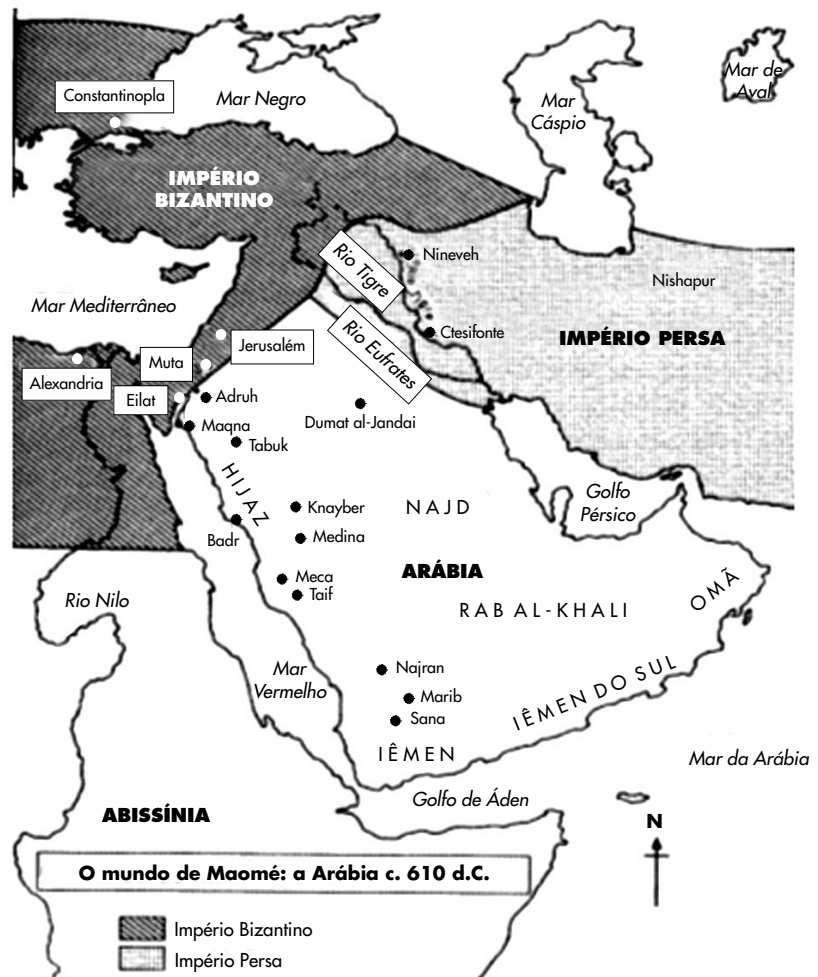 Mar Negro
Mar
Cáspio
Mar de
Aval
Constantinopla
IMPÉRIO
BIZANTINO
Rio Tigre
Nineveh
Nishapur
Mar Mediterrâneo
Rio Eufrates
Ctesifonte
IMPÉRIO PERSA
Jerusalém
Muta
Alexandria
Eilat
Adruh
Maqna
Dumat al-Jandai
Tabuk
HIJAZ
Knayber
NAJD
Golfo
Pérsico
Badr
Medina
Meca
ARÁBIA
Taif
Rio Nilo
RAB AL-KHALI
OMÃ
Mar
Vermelho
Najran
Marib
Sana
IÊMEN DO SUL
IÊMEN
Mar da Arábia
Golfo de Áden
ABISSÍNIA
N
O mundo de Maomé: a Arábia c. 610 d.C.
Império Bizantino
Império Persa